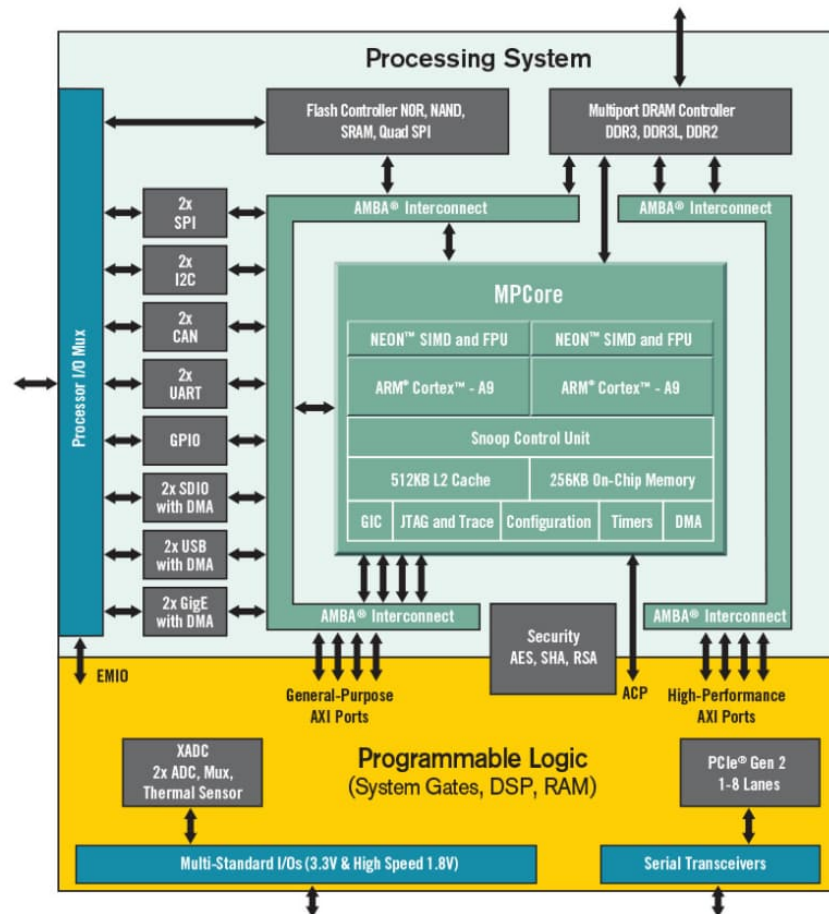 Processing System
Flash Controller NOR, NAND,
SRAM, Quad SPI
Multiport DRAM Controller
DDR3, DDR3L, DDR2
AMBA® Interconnect
AMBA® Interconnect
Processor I/O Mux
2x
SPI
2x
I2C
2x
CAN
2x
UART
GPIO
2x SDIO
with DMA
2x USB
with DMA
2x GigE
with DMA
MPCore
NEON™ SIMD and FPU
NEON™ SIMD and FPU
ARM® Cortex™ - A9
ARM® Cortex™ - A9
Snoop Control Unit
512KB L2 Cache
256KB On-Chip Memory
GIC
JTAG and Trace
Configuration
Timers
DMA
AMBA® Interconnect
AMBA® Interconnect
Security
AES, SHA, RSA
EMIO
General-Purpose
AXI Ports
ACP
High-Performance
AXI Ports
Programmable Logic
(System Gates, DSP, RAM)
XADC
2x ADC, Mux,
Thermal Sensor
PCIe® Gen 2
1-8 Lanes
Multi-Standard I/Os (3.3V & High Speed 1.8V)
Serial Transceivers